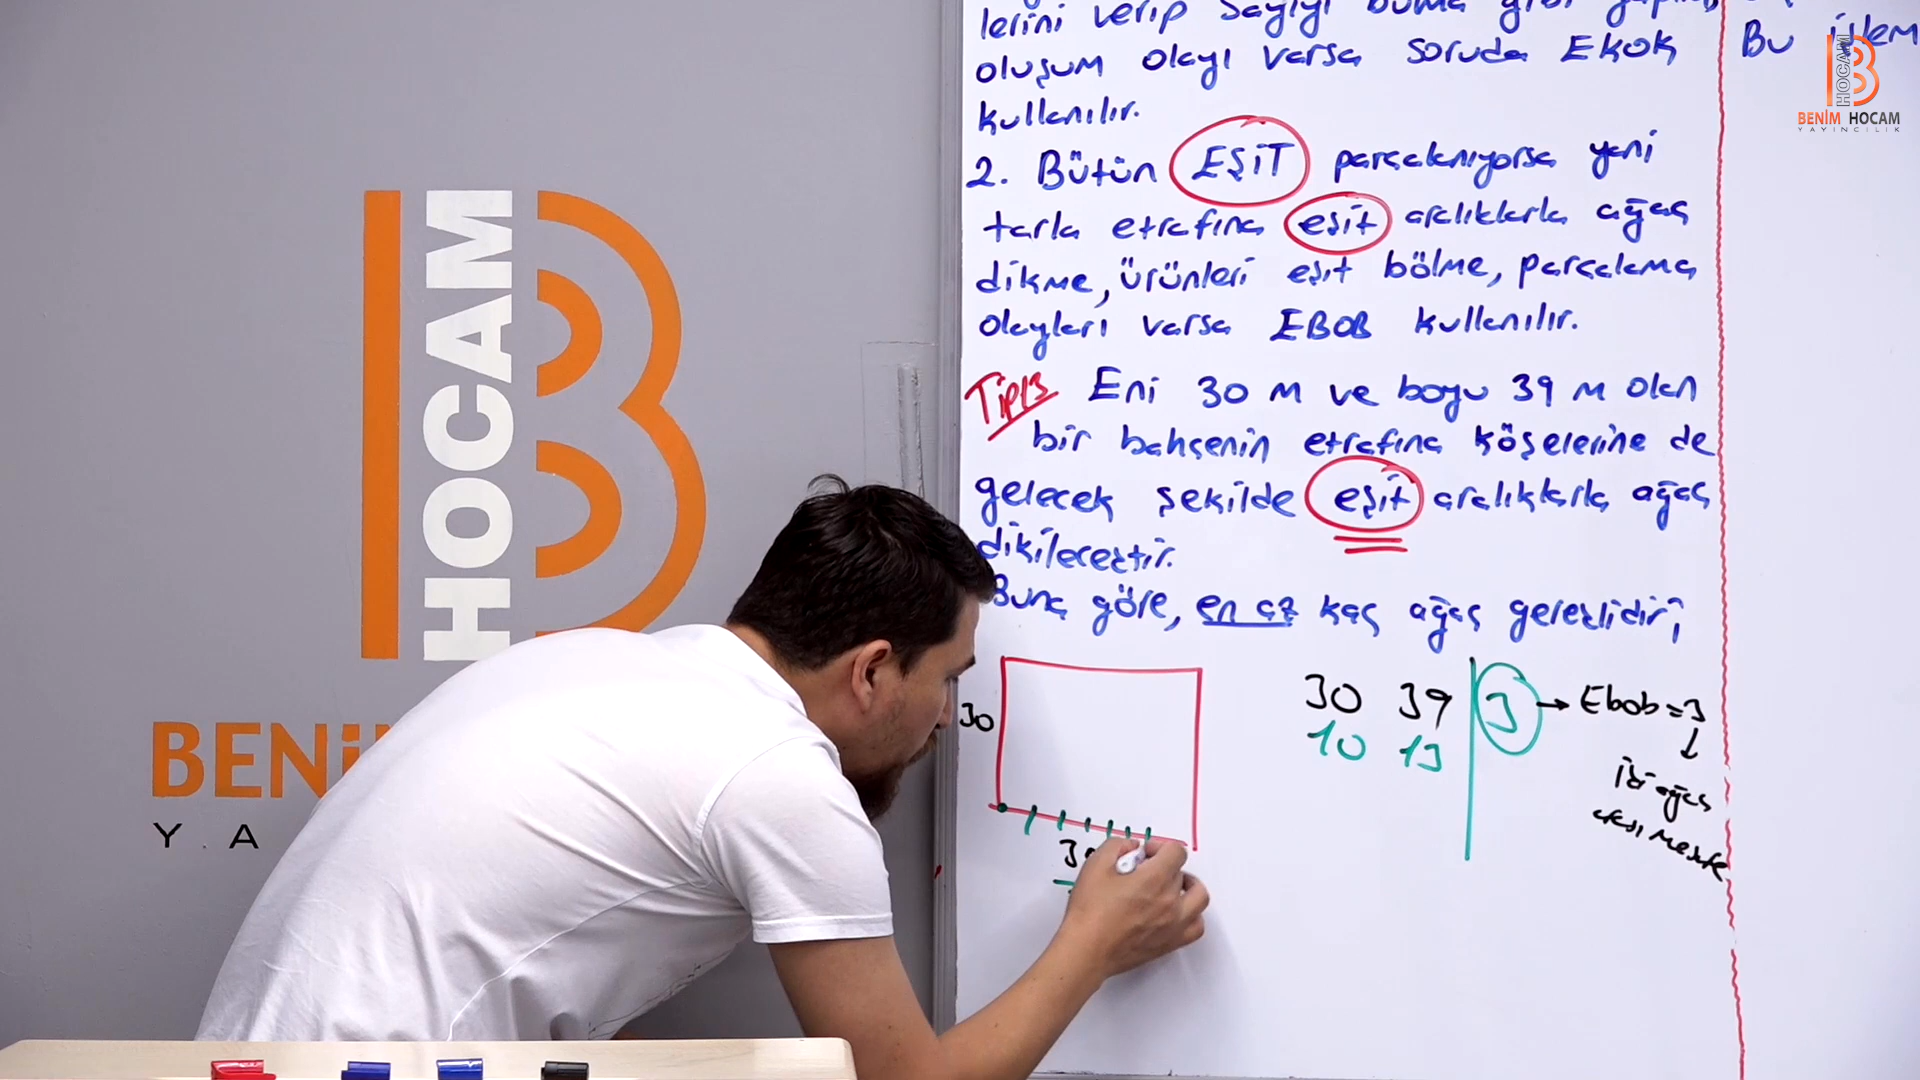 lerini verip sayıyı bulma gibi
oluşum olayı varsa soruda EKOK
kullanılır.
2. Bütün EŞİT parçalanıyorsa yani
tarla etrafına eşit aralıklarla ağaç
dikme, ürünleri eşit bölme, parçalama
olayları varsa EBOB kullanılır.
Tip13 Eni 30 M ve boyu 39 M olan
bir bahçenin etrafına köşelerine de
gelecek şekilde eşit aralıklarla ağaç
dikilecektir.
Buna göre, en az kaç ağaç gereklidir?
30
30 39 3 → Ebob = 3
10 13
iki ağaç
arası mesafe
Bu işlem
B HOCAM
BENİM HOCAM
YAYINCILIK
HOCAM
BENİ
YA